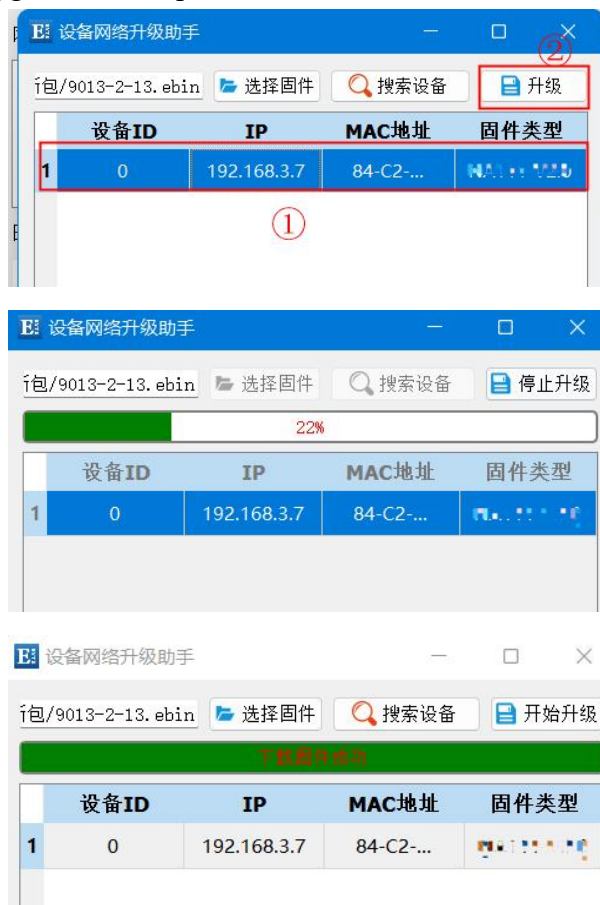 设备网络升级助手
②
行包/9013-2-13.ebin 选择固件 搜索设备 升级
设备ID IP MAC地址 固件类型
1 0 192.168.3.7 84-C2-...
①
设备网络升级助手
行包/9013-2-13.ebin 选择固件 搜索设备 停止升级
22%
设备ID IP MAC地址 固件类型
1 0 192.168.3.7 84-C2-...
设备网络升级助手
行包/9013-2-13.ebin 选择固件 搜索设备 开始升级
下载固件成功
设备ID IP MAC地址 固件类型
1 0 192.168.3.7 84-C2-...